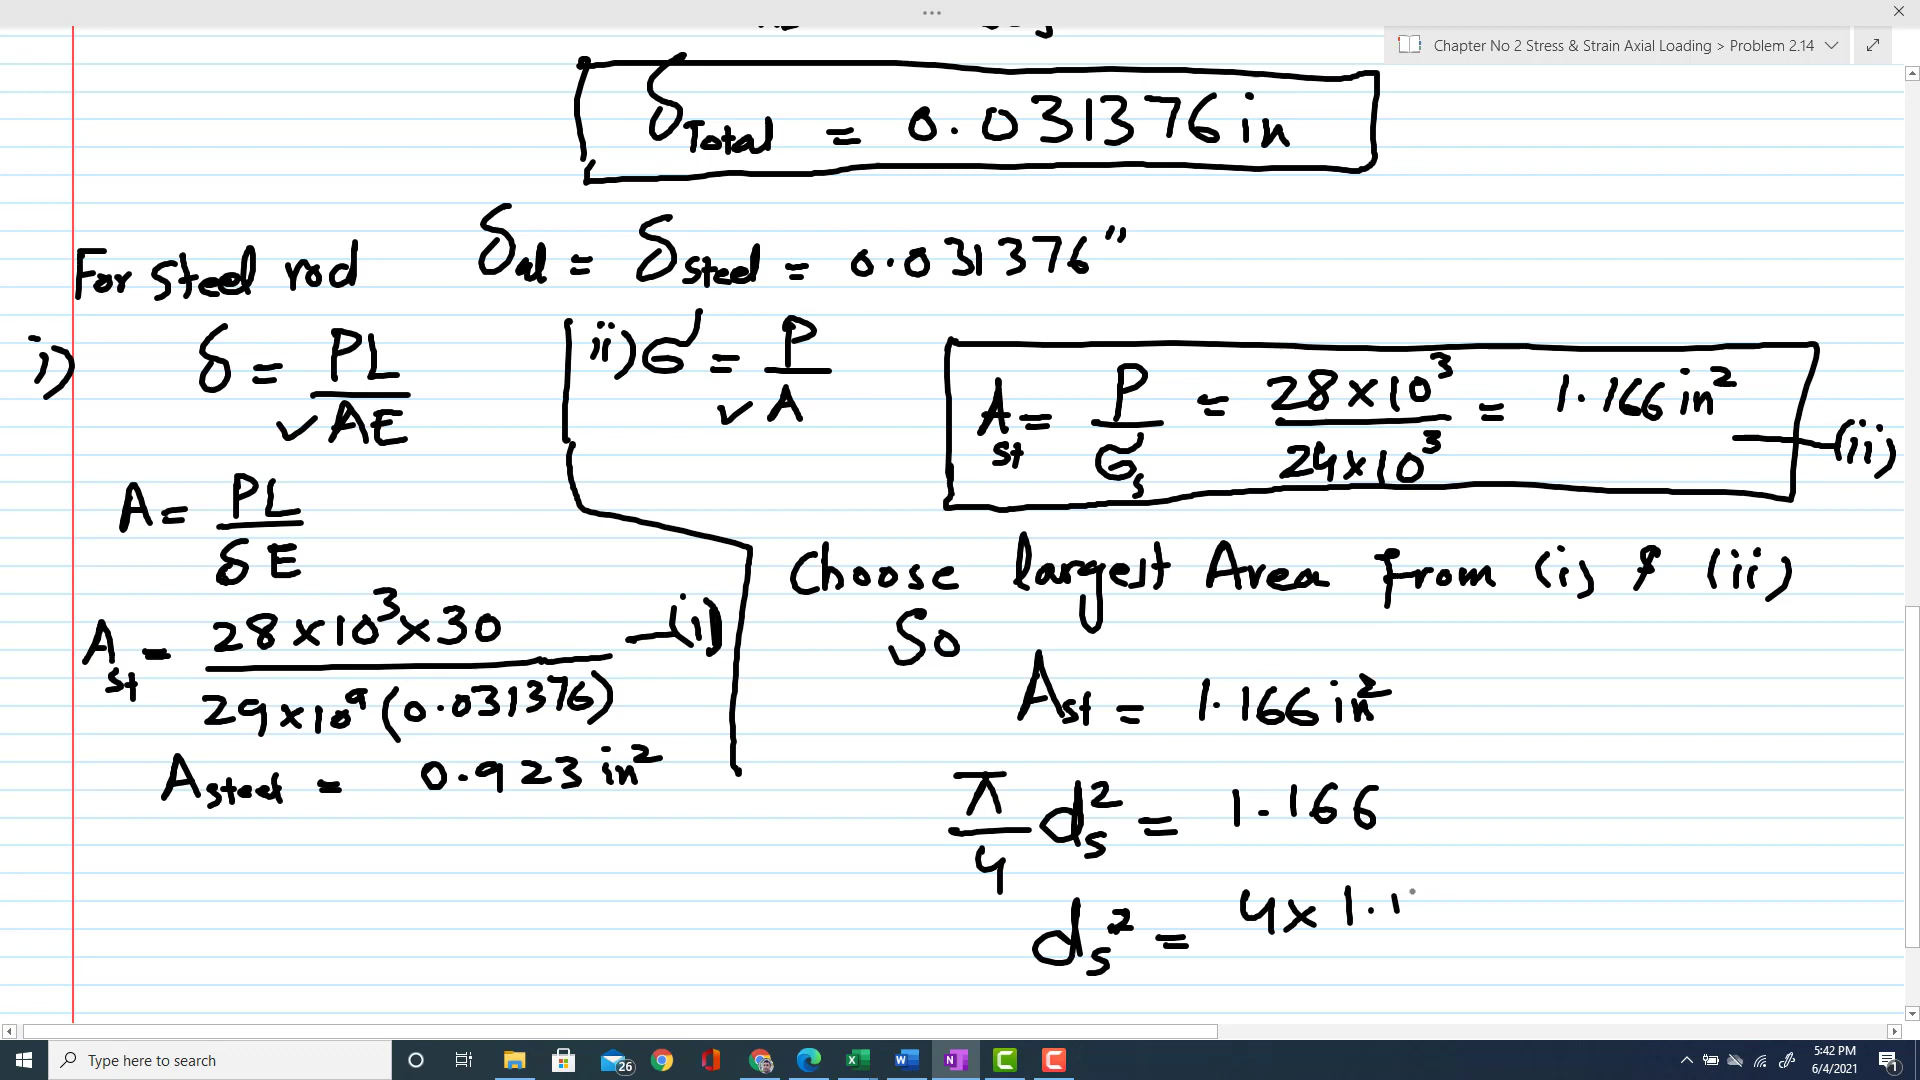 Chapter No 2 Stress & Strain Axial Loading > Problem 2.14
δTotal = 0.031376 in
For steel rod δal = δsteel = 0.031376"
i) δ = PL / AE
ii) σ = P / A
Ast = P / σs = 28×10³ / 24×10³ = 1.166 in² —(ii)
A = PL / δE
Choose largest Area From (i) & (ii)
So
Ast = 28×10³×30 / 29×10⁹(0.031376) —(i)
Ast = 1.166 in²
Asteel = 0.923 in²
π/4 ds² = 1.166
ds² = 4×1.1
Type here to search
26
5:42 PM
6/4/2021
1